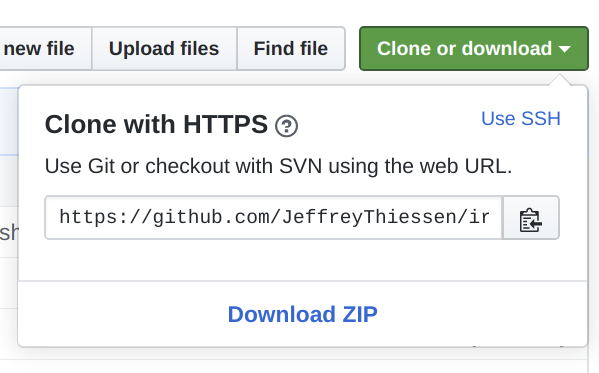 new file Upload files Find file Clone or download
Clone with HTTPS ?
Use SSH
Use Git or checkout with SVN using the web URL.
https://github.com/JeffreyThiessen/ir
sh
Download ZIP